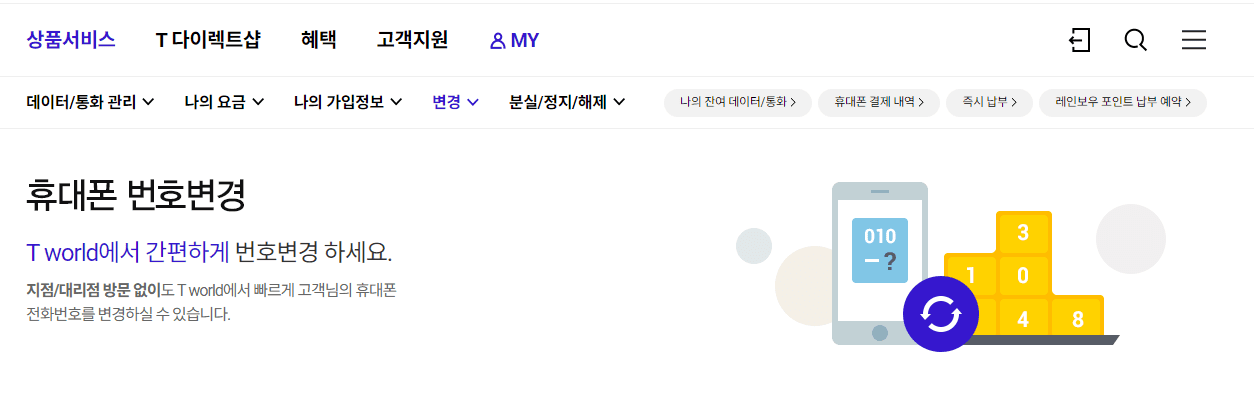 상품서비스 T 다이렉트샵 혜택 고객지원 MY
데이터/통화 관리 나의 요금 나의 가입정보 변경 분실/정지/해제 나의 잔여 데이터/통화 휴대폰 결제 내역 즉시 납부 레인보우 포인트 납부 예약
휴대폰 번호변경
T world에서 간편하게 번호변경 하세요.
지점/대리점 방문 없이도 T world에서 빠르게 고객님의 휴대폰
전화번호를 변경하실 수 있습니다.
010
– ?
3
1 0
4 8